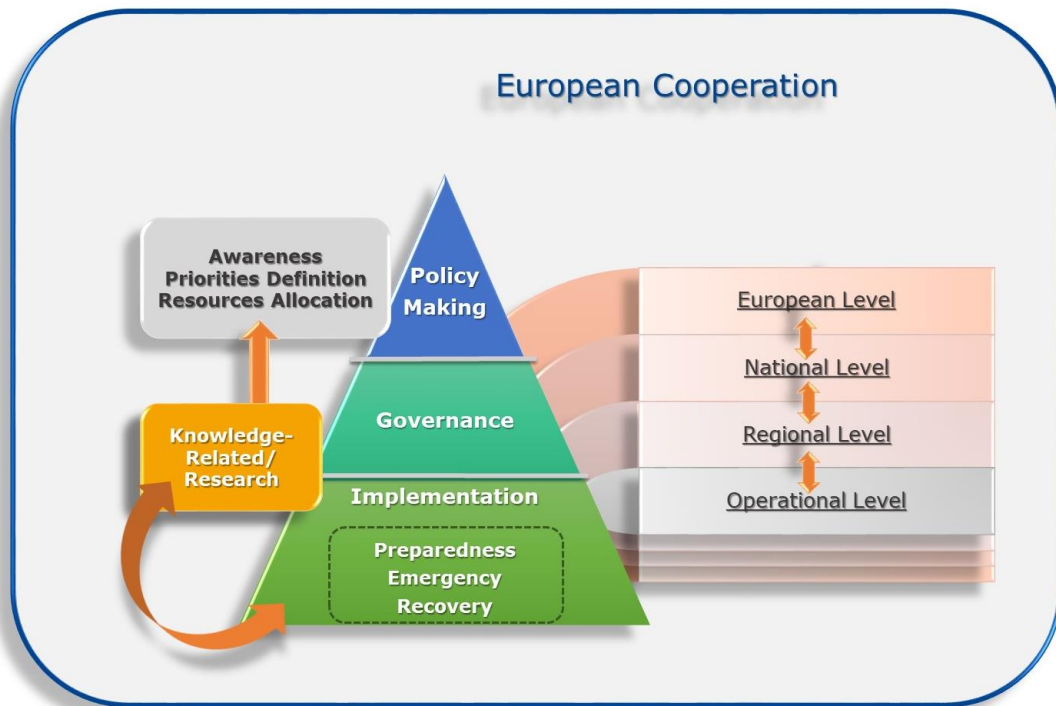 European Cooperation
Awareness
Priorities Definition
Resources Allocation
Knowledge-
Related/
Research
Policy
Making
Governance
Implementation
Preparedness
Emergency
Recovery
European Level
National Level
Regional Level
Operational Level